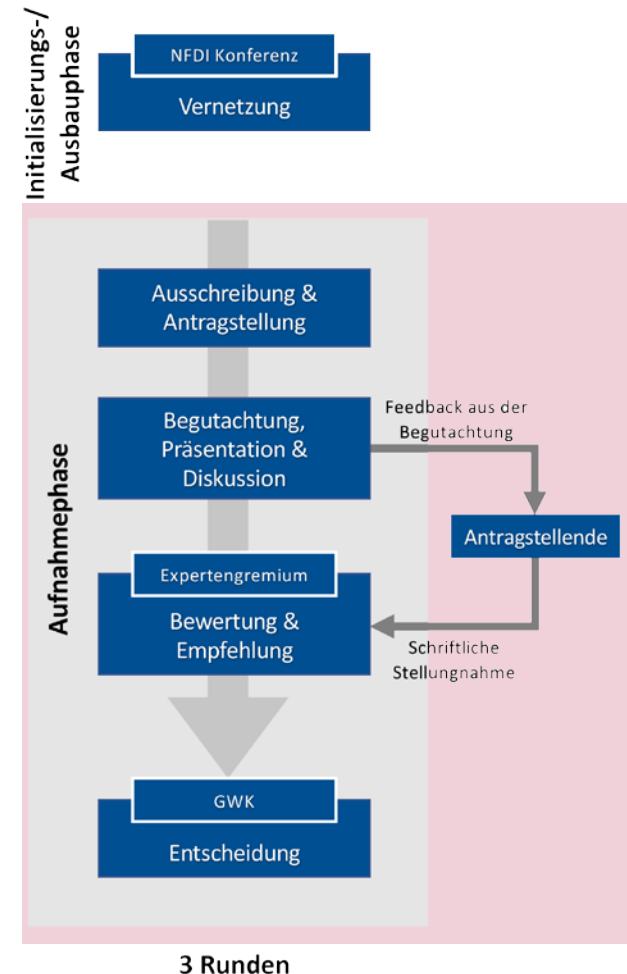 Initialisierungs-/
Ausbauphase
NFDI Konferenz
Vernetzung
Aufnahmephase
Ausschreibung &
Antragstellung
Begutachtung,
Präsentation &
Diskussion
Feedback aus der
Begutachtung
Antragstellende
Expertengremium
Bewertung &
Empfehlung
Schriftliche
Stellungnahme
GWK
Entscheidung
3 Runden